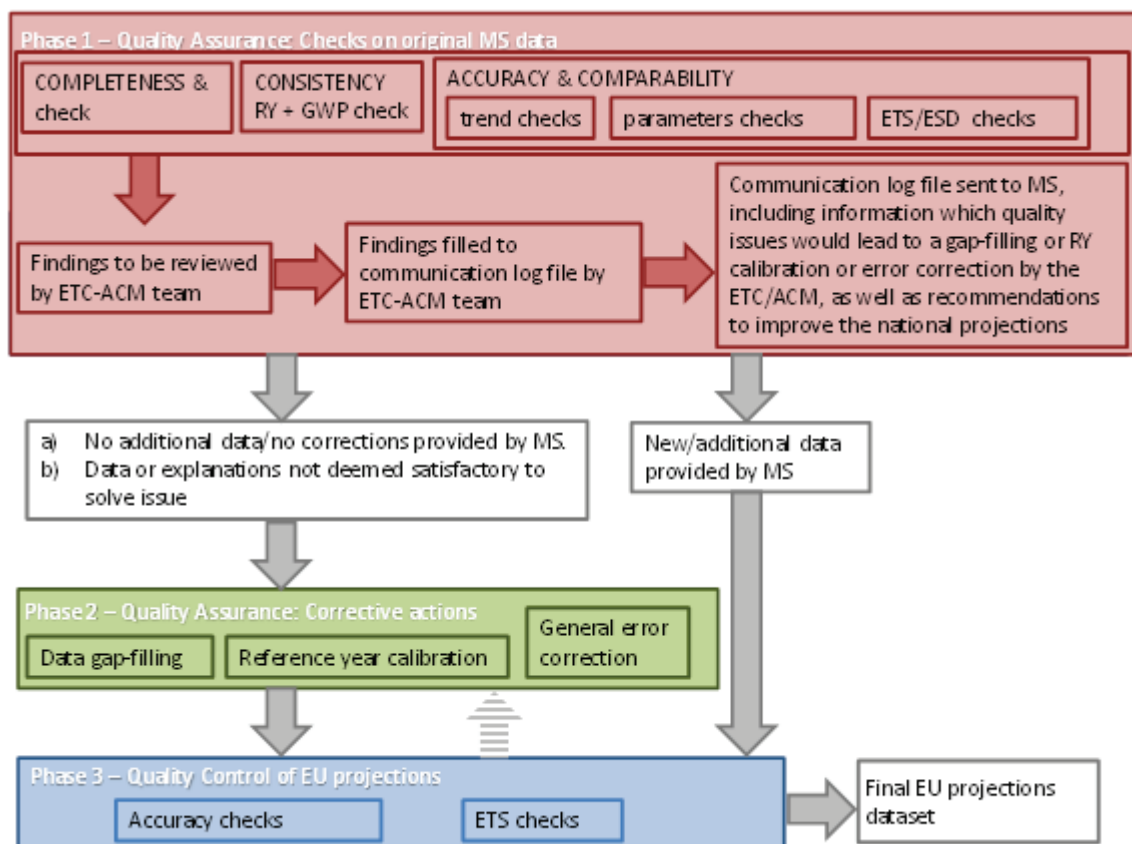 Phase 1 – Quality Assurance: Checks on original MS data
COMPLETENESS &
check
CONSISTENCY
RY + GWP check
ACCURACY & COMPARABILITY
trend checks
parameters checks
ETS/ESD checks
Findings to be reviewed
by ETC-ACM team
Findings filled to
communication log file by
ETC-ACM team
Communication log file sent to MS,
including information which quality
issues would lead to a gap-filling or RY
calibration or error correction by the
ETC/ACM, as well as recommendations
to improve the national projections
a) No additional data/no corrections provided by MS.
b) Data or explanations not deemed satisfactory to
solve issue
New/additional data
provided by MS
Phase 2 – Quality Assurance: Corrective actions
Data gap-filling
Reference year calibration
General error
correction
Phase 3 – Quality Control of EU projections
Accuracy checks
ETS checks
Final EU projections
dataset